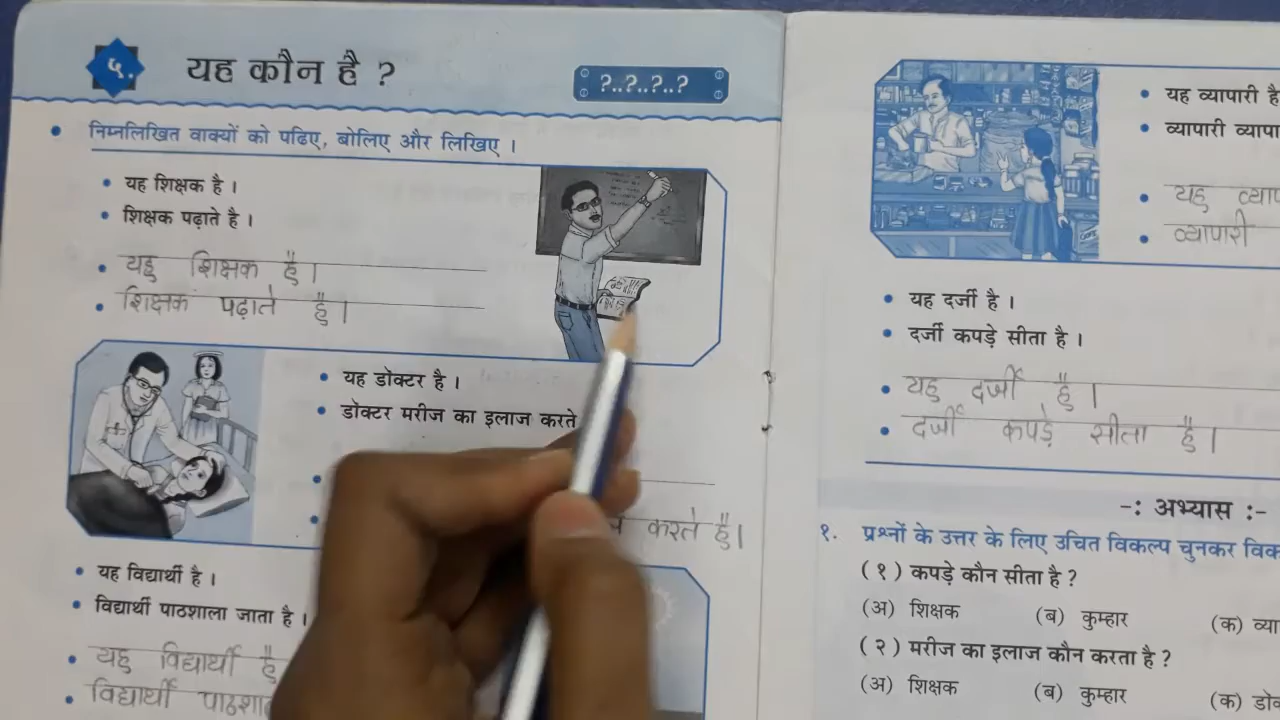 ५.
यह कौन है ?
?..?..?..?
निम्नलिखित वाक्यों को पढिए, बोलिए और लिखिए ।
यह शिक्षक है ।
शिक्षक पढ़ाते है ।
यह शिक्षक है ।
शिक्षक पढ़ाते है ।
यह डॉक्टर है ।
डॉक्टर मरीज का इलाज करते
करते है ।
यह विद्यार्थी है ।
विद्यार्थी पाठशाला जाता है ।
यह विद्यार्थी है
विद्यार्थी
यह व्यापारी है
व्यापारी
यह
व्यापारी
यह दर्जी है ।
दर्जी कपड़े सीता है ।
यह दर्जी है ।
दर्जी कपड़े सीता है ।
-: अभ्यास :-
१. प्रश्नों के उत्तर के लिए उचित विकल्प चुनकर
(१) कपड़े कौन सीता है ?
(अ) शिक्षक (ब) कुम्हार (क)
(२) मरीज का इलाज कौन करता है ?
(अ) शिक्षक (ब) कुम्हार (क)